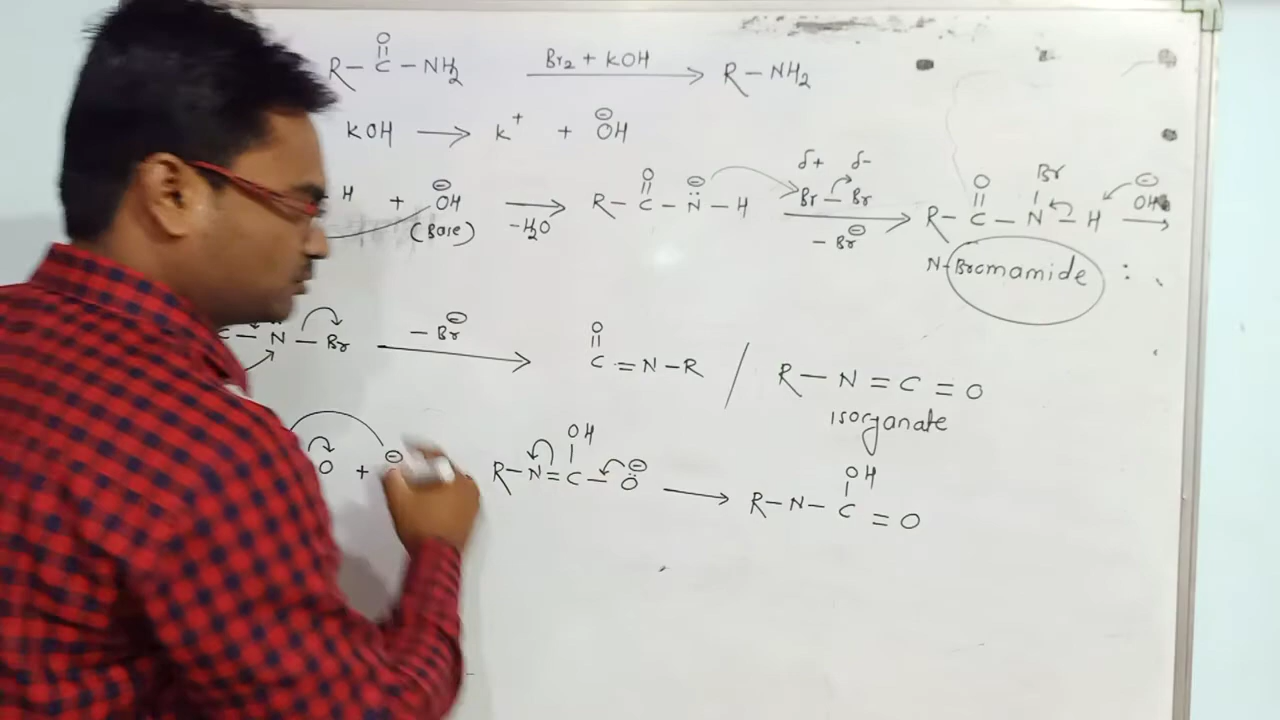 O
R – C – NH2 Br2 + KOH → R – NH2
KOH → K+ + ⊖OH
H + ⊖OH → R – C – N – H Br – Br → R – C – N – H ⊖OH →
O ⊖ δ+ δ- O Br
(Base) -H2O - Br⊖
N-Bromamide :
C – N – Br - Br⊖ → C = N – R / R – N = C = O
O
isocyanate
OH
O + ⊖ R – N = C – O⊖ → R – N – C = O
OH